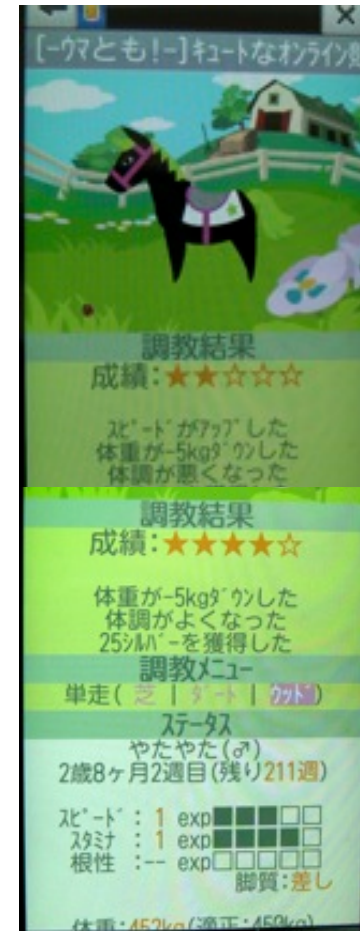 [-ウマとも!-]キュートなオンライン
調教結果
成績:★★☆☆☆
スピードがアップした
体重が-5kgダウンした
体調が悪くなった
調教結果
成績:★★★★☆
体重が-5kgダウンした
体調がよくなった
25シルバーを獲得した
調教メニュー
単走( 芝 | ダート | ウッド)
ステータス
やたやた(♂)
2歳8ヶ月2週目(残り211週)
スピード: 1 exp■■■□□
スタミナ: 1 exp■■■■□
根性 :-- exp□□□□□
脚質:差し
体重:452kg(適正:459kg)